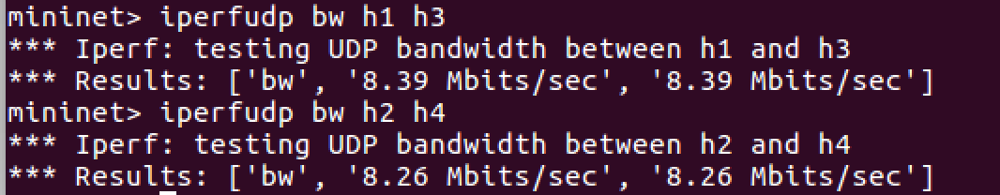 mininet> iperfudp bw h1 h3
*** Iperf: testing UDP bandwidth between h1 and h3
*** Results: ['bw', '8.39 Mbits/sec', '8.39 Mbits/sec']
mininet> iperfudp bw h2 h4
*** Iperf: testing UDP bandwidth between h2 and h4
*** Results: ['bw', '8.26 Mbits/sec', '8.26 Mbits/sec']